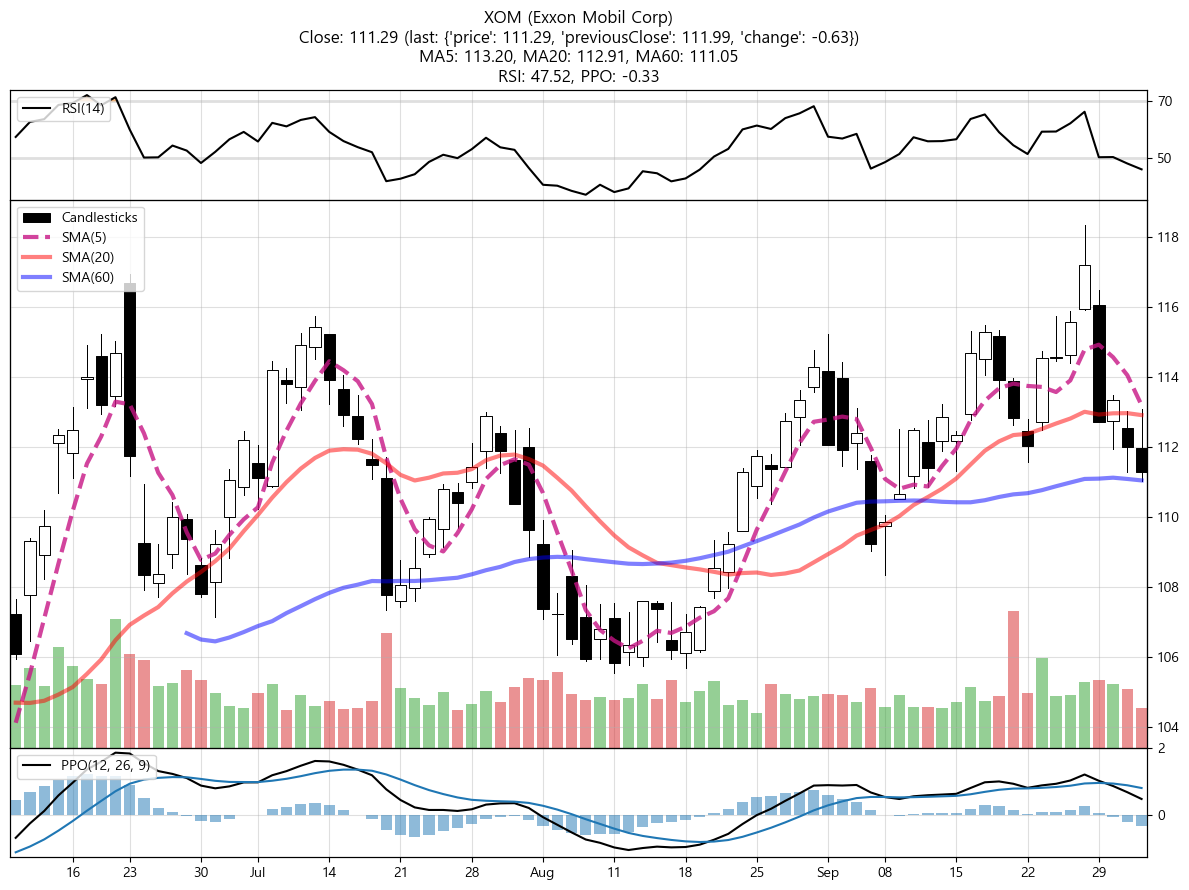 XOM (Exxon Mobil Corp)
Close: 111.29 (last: {'price': 111.29, 'previousClose': 111.99, 'change': -0.63})
MA5: 113.20, MA20: 112.91, MA60: 111.05
RSI: 47.52, PPO: -0.33
RSI(14)
70
50
Candlesticks
SMA(5)
SMA(20)
SMA(60)
118
116
114
112
110
108
106
104
PPO(12, 26, 9)
2
0
16 23 30 Jul 14 21 28 Aug 11 18 25 Sep 08 15 22 29